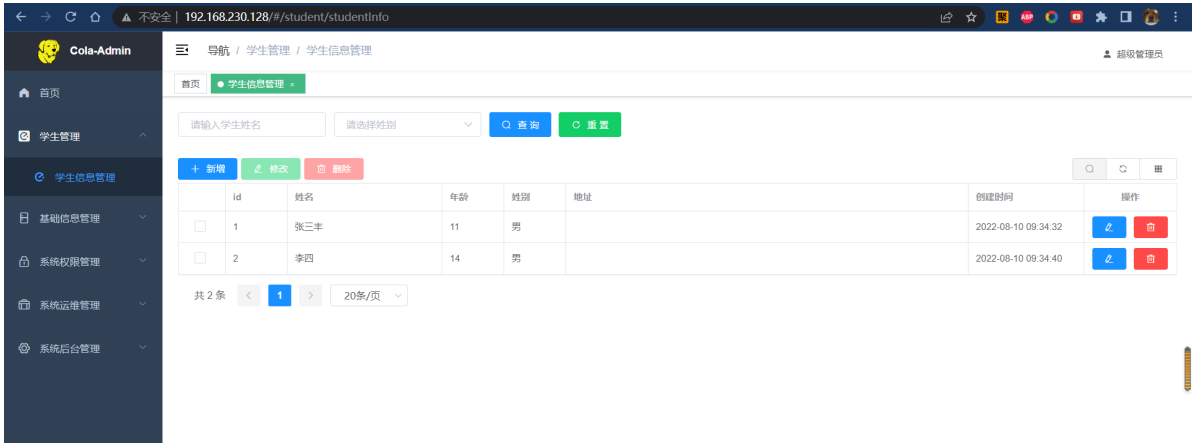 不安全 | 192.168.230.128/#/student/studentInfo
聚 ABP
Cola-Admin
导航 / 学生管理 / 学生信息管理
超级管理员
首页
学生管理
学生信息管理
基础信息管理
系统权限管理
系统运维管理
系统后台管理
首页 学生信息管理 ×
请输入学生姓名 请选择姓别 查询 重置
新增 修改 删除
id 姓名 年龄 姓别 地址 创建时间 操作
1 张三丰 11 男 2022-08-10 09:34:32
2 李四 14 男 2022-08-10 09:34:40
共 2 条 1 20条/页